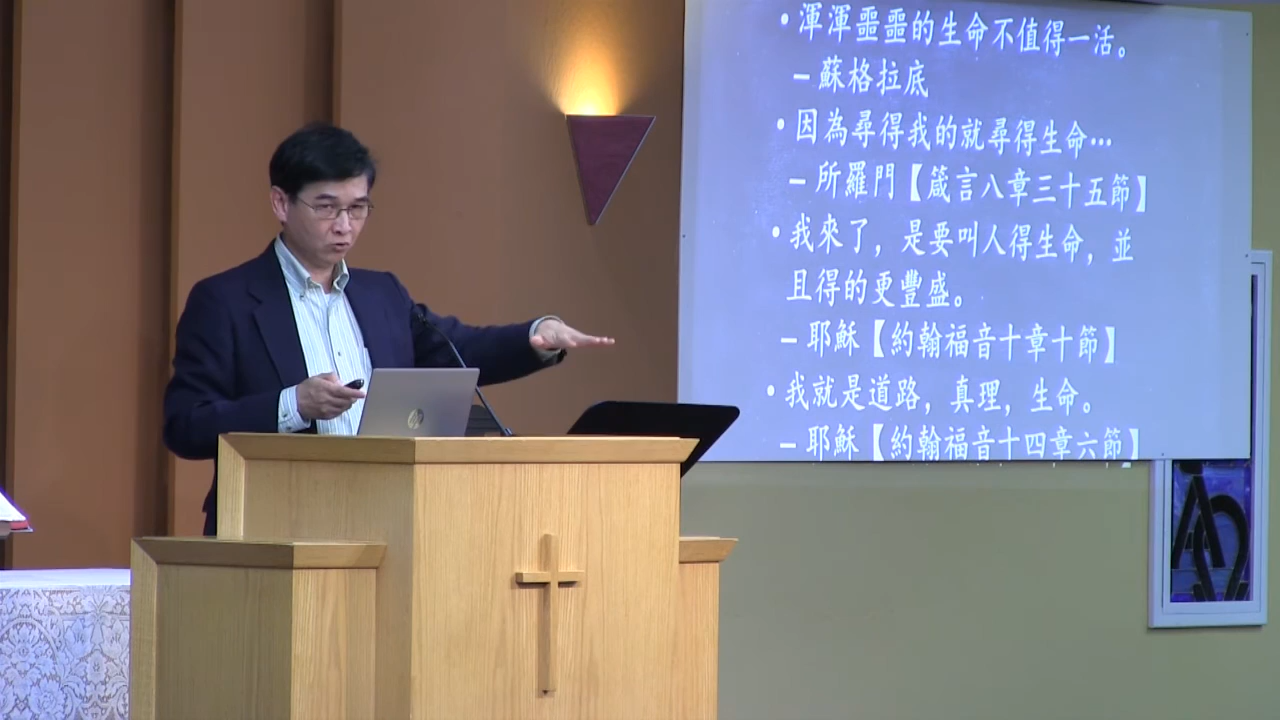 •渾渾噩噩的生命不值得一活。
–蘇格拉底
•因為尋得我的就尋得生命…
–所羅門【箴言八章三十五節】
•我來了，是要叫人得生命，並
且得的更豐盛。
–耶穌【約翰福音十章十節】
•我就是道路，真理，生命。
–耶穌【約翰福音十四章六節】
hp